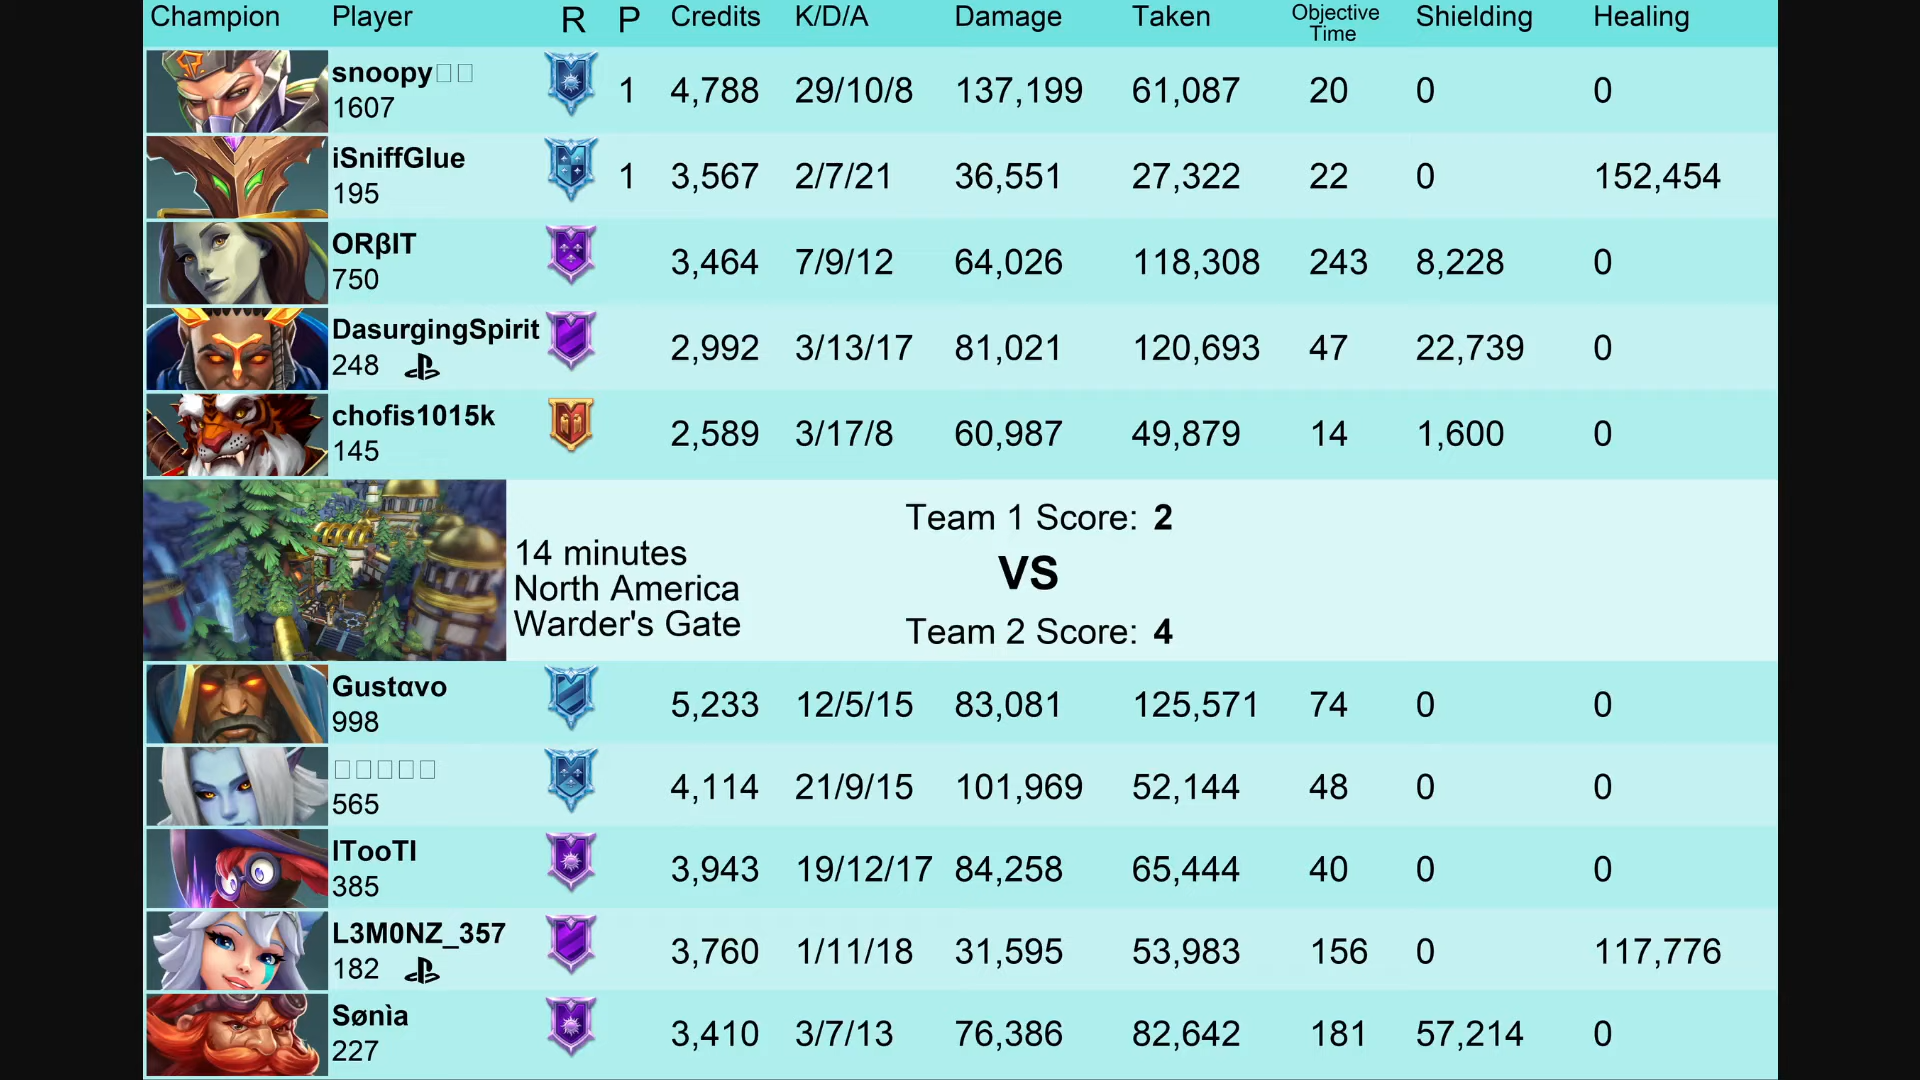 Champion Player R P Credits K/D/A Damage Taken Objective Time Shielding Healing
snoopy□□
1607 1 4,788 29/10/8 137,199 61,087 20 0 0
iSniffGlue
195 1 3,567 2/7/21 36,551 27,322 22 0 152,454
ORβIT
750 3,464 7/9/12 64,026 118,308 243 8,228 0
DasurgingSpirit
248 2,992 3/13/17 81,021 120,693 47 22,739 0
chofis1015k
145 2,589 3/17/8 60,987 49,879 14 1,600 0
Team 1 Score: 2
14 minutes
VS
North America
Warder's Gate
Team 2 Score: 4
Gustαvo
998 5,233 12/5/15 83,081 125,571 74 0 0
□□□□□
565 4,114 21/9/15 101,969 52,144 48 0 0
lTooTl
385 3,943 19/12/17 84,258 65,444 40 0 0
L3M0NZ_357
182 3,760 1/11/18 31,595 53,983 156 0 117,776
Sønìa
227 3,410 3/7/13 76,386 82,642 181 57,214 0